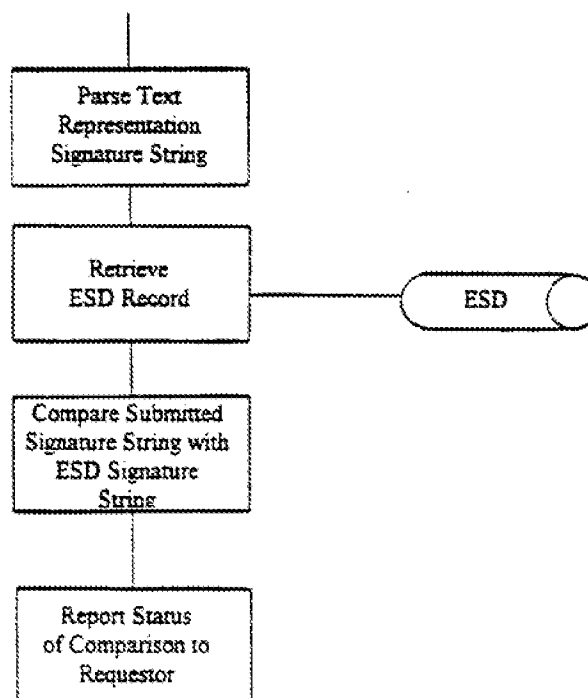 Parse Text
Representation
Signature String
Retrieve
ESD Record
ESD
Compare Submitted
Signature String with
ESD Signature
String
Report Status
of Comparison to
Requestor